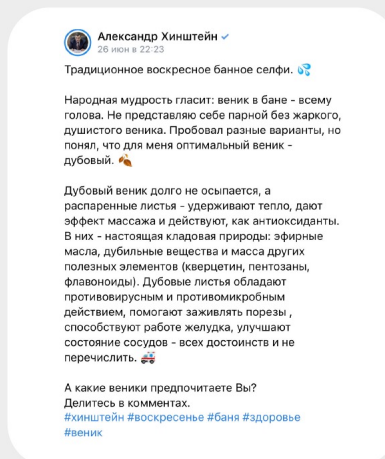 Александр Хинштейн
26 июн в 22:23
Традиционное воскресное банное селфи. 💦
Народная мудрость гласит: веник в бане - всему
голова. Не представляю себе парной без жаркого,
душистого веника. Пробовал разные варианты, но
понял, что для меня оптимальный веник -
дубовый. 🍂
Дубовый веник долго не осыпается, а
распаренные листья - удерживают тепло, дают
эффект массажа и действуют, как антиоксиданты.
В них - настоящая кладовая природы: эфирные
масла, дубильные вещества и масса других
полезных элементов (кверцетин, пентозаны,
флавоноиды). Дубовые листья обладают
противовирусным и противомикробным
действием, помогают заживлять порезы ,
способствуют работе желудка, улучшают
состояние сосудов - всех достоинств и не
перечислить. 🚑
А какие веники предпочитаете Вы?
Делитесь в комментах.
#хинштейн #воскресенье #баня #здоровье
#веник